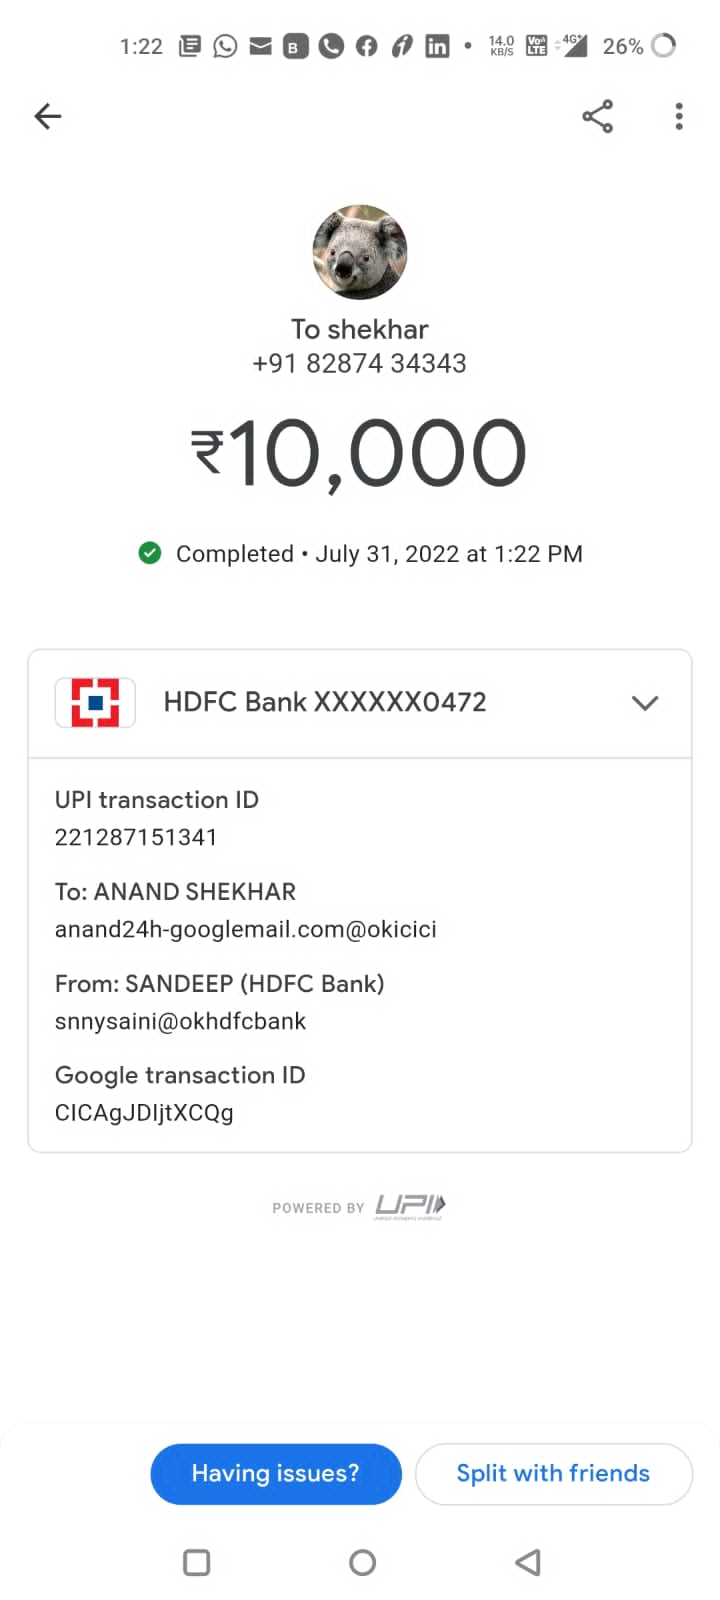 1:22 B 14.0 KB/S VoD LTE 4G+ 26%
To shekhar
+91 82874 34343
₹10,000
Completed • July 31, 2022 at 1:22 PM
HDFC Bank XXXXXX0472
UPI transaction ID
221287151341
To: ANAND SHEKHAR
anand24h-googlemail.com@okicici
From: SANDEEP (HDFC Bank)
snnysaini@okhdfcbank
Google transaction ID
CICAgJDIjtXCQg
POWERED BY UPI
Having issues?
Split with friends